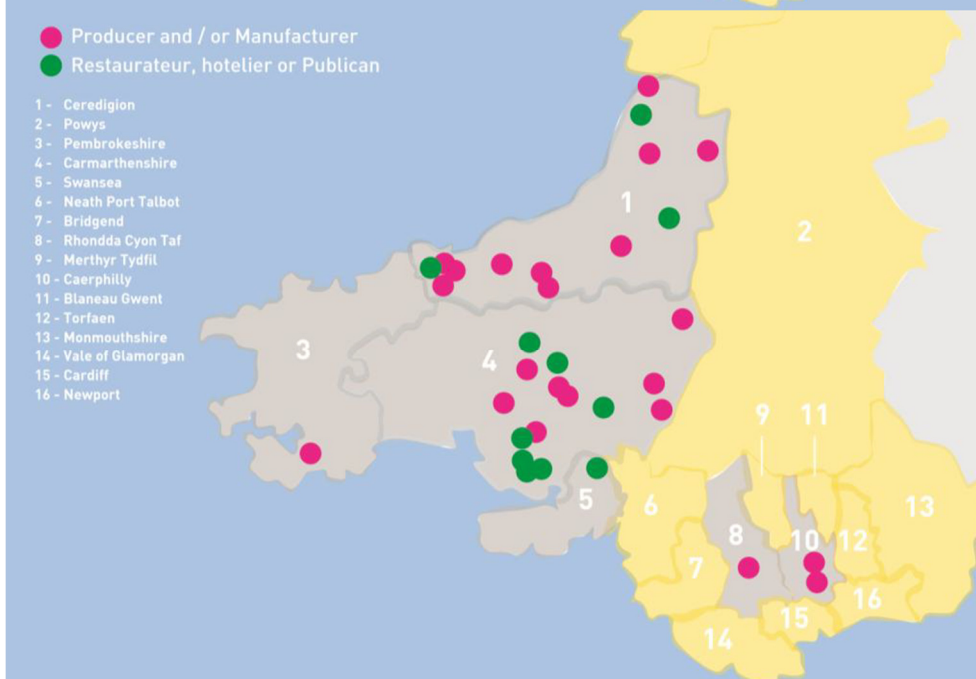 Producer and / or Manufacturer
Restaurateur, hotelier or Publican
1 - Ceredigion
2 - Powys
3 - Pembrokeshire
4 - Carmarthenshire
5 - Swansea
6 - Neath Port Talbot
7 - Bridgend
8 - Rhondda Cyon Taf
9 - Merthyr Tydfil
10 - Caerphilly
11 - Blaneau Gwent
12 - Torfaen
13 - Monmouthshire
14 - Vale of Glamorgan
15 - Cardiff
16 - Newport
1
2
3
4
9
11
5
6
13
8
10
12
7
16
15
14